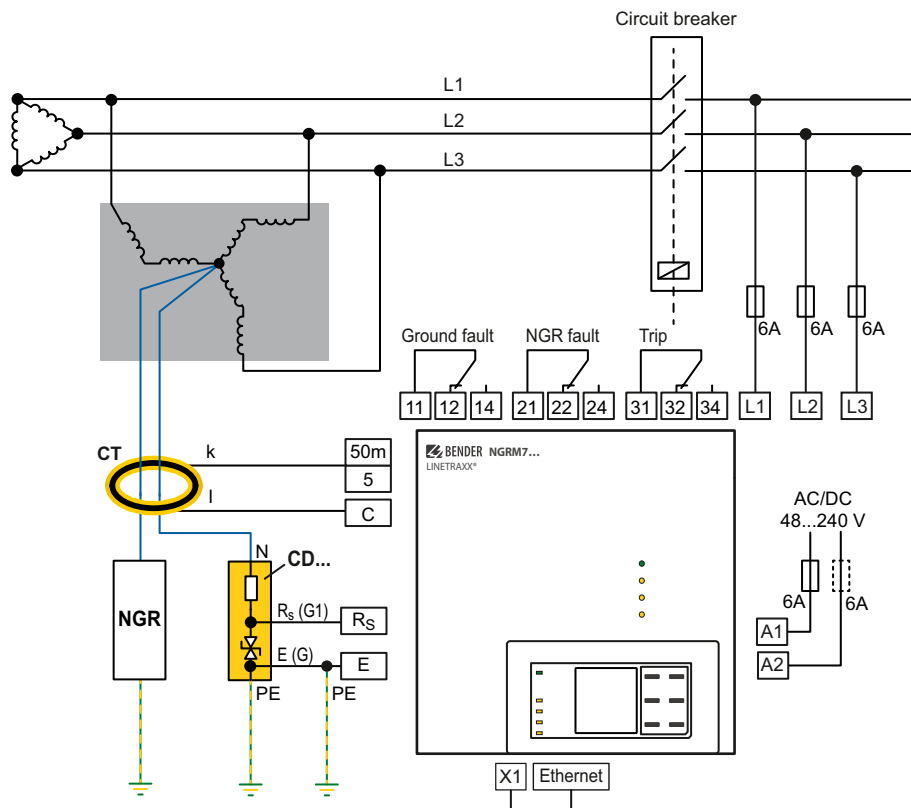 Circuit breaker
L1
L2
L3
6A
6A
6A
Ground fault
NGR fault
Trip
11
12
14
21
22
24
31
32
34
L1
L2
L3
CT
k
50m
5
l
C
BENDER NGRM7...
LINETRAXX®
AC/DC
48...240 V
6A
6A
A1
A2
N
CD...
NGR
Rs (G1)
RS
E (G)
E
PE
PE
X1
Ethernet